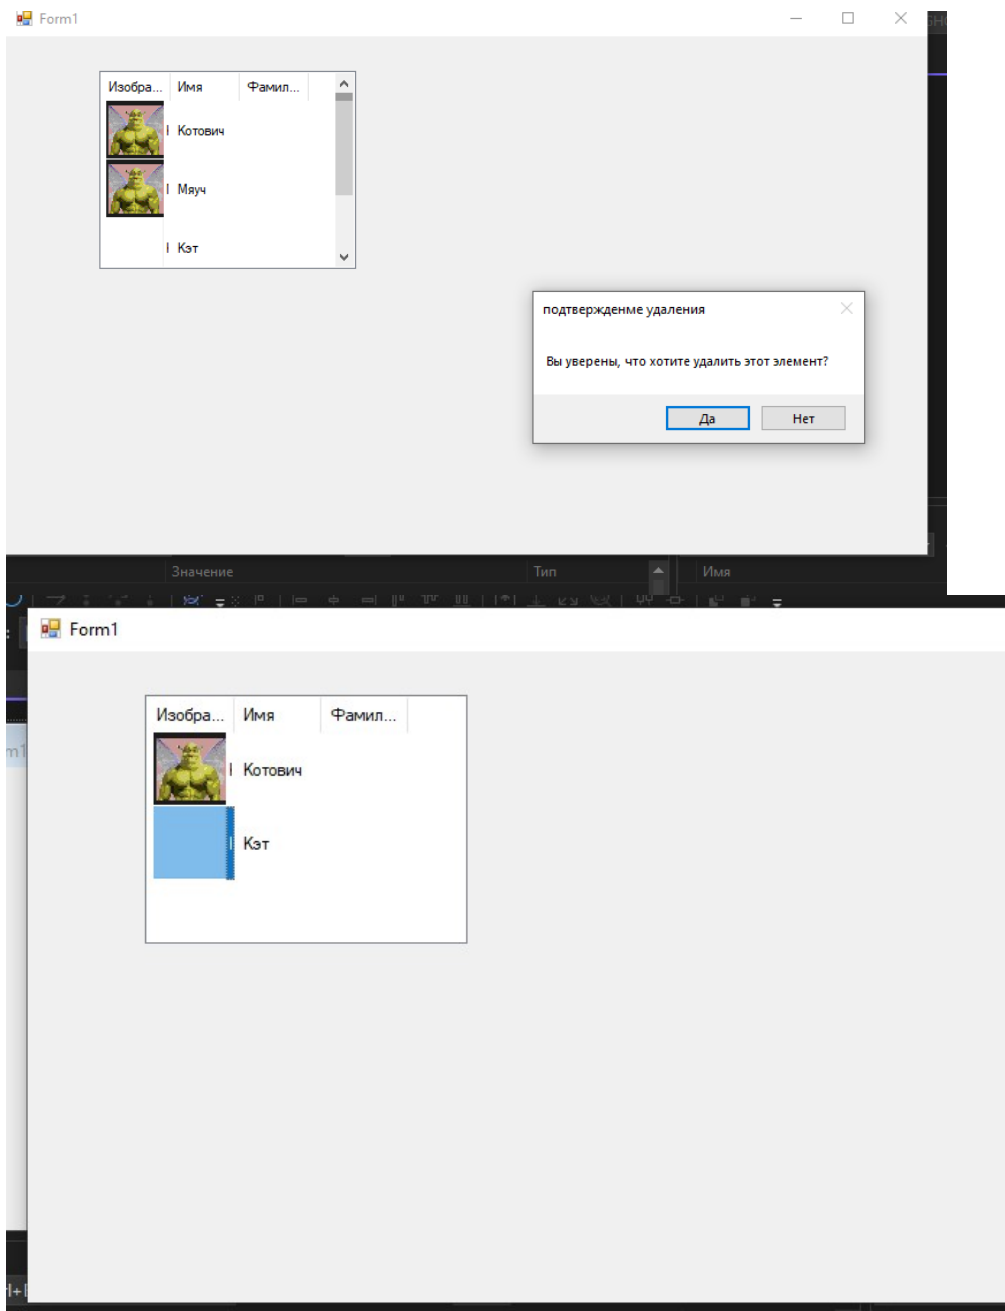 Form1
Изобра... Имя Фамил...
Котович
Мяуч
Кэт
подтвержденме удаления
Вы уверены, что хотите удалить этот элемент?
Да Нет
Значение Тип Имя
Form1
Изобра... Имя Фамил...
Котович
Кэт